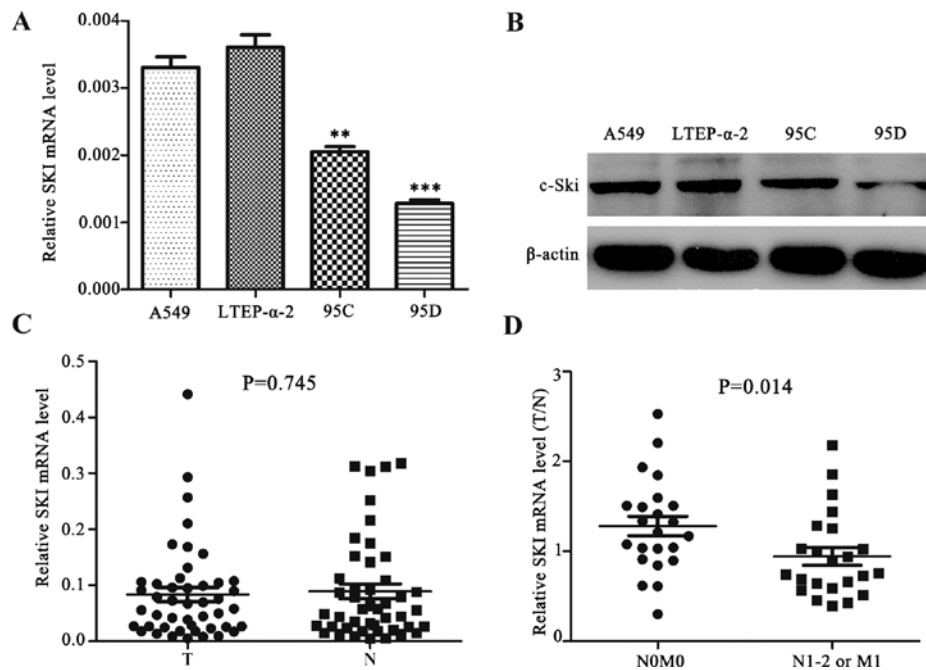 A
B
Relative SKI mRNA level
0.004
0.003
0.002
0.001
0.000
**
***
A549
LTEP-α-2
95C
95D
A549
LTEP-α-2
95C
95D
c-Ski
β-actin
C
D
Relative SKI mRNA level
0.5
0.4
0.3
0.2
0.1
0.0
P=0.745
T
N
Relative SKI mRNA level (T/N)
3
2
1
0
P=0.014
N0M0
N1-2 or M1